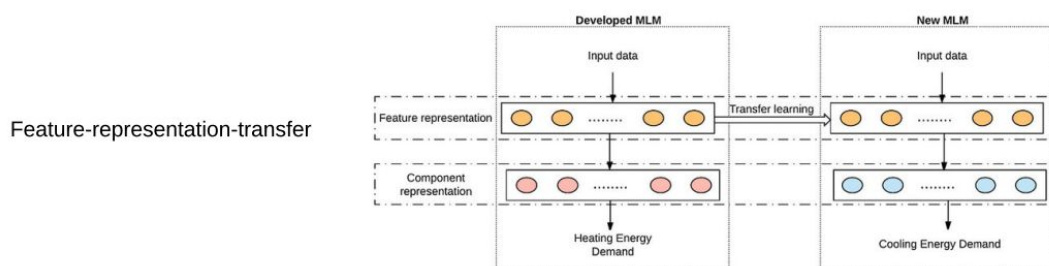 Developed MLM
New MLM
Input data
Input data
Feature-representation-transfer
Feature representation
........
Transfer learning
........
Component
representation
........
........
Heating Energy
Demand
Cooling Energy Demand